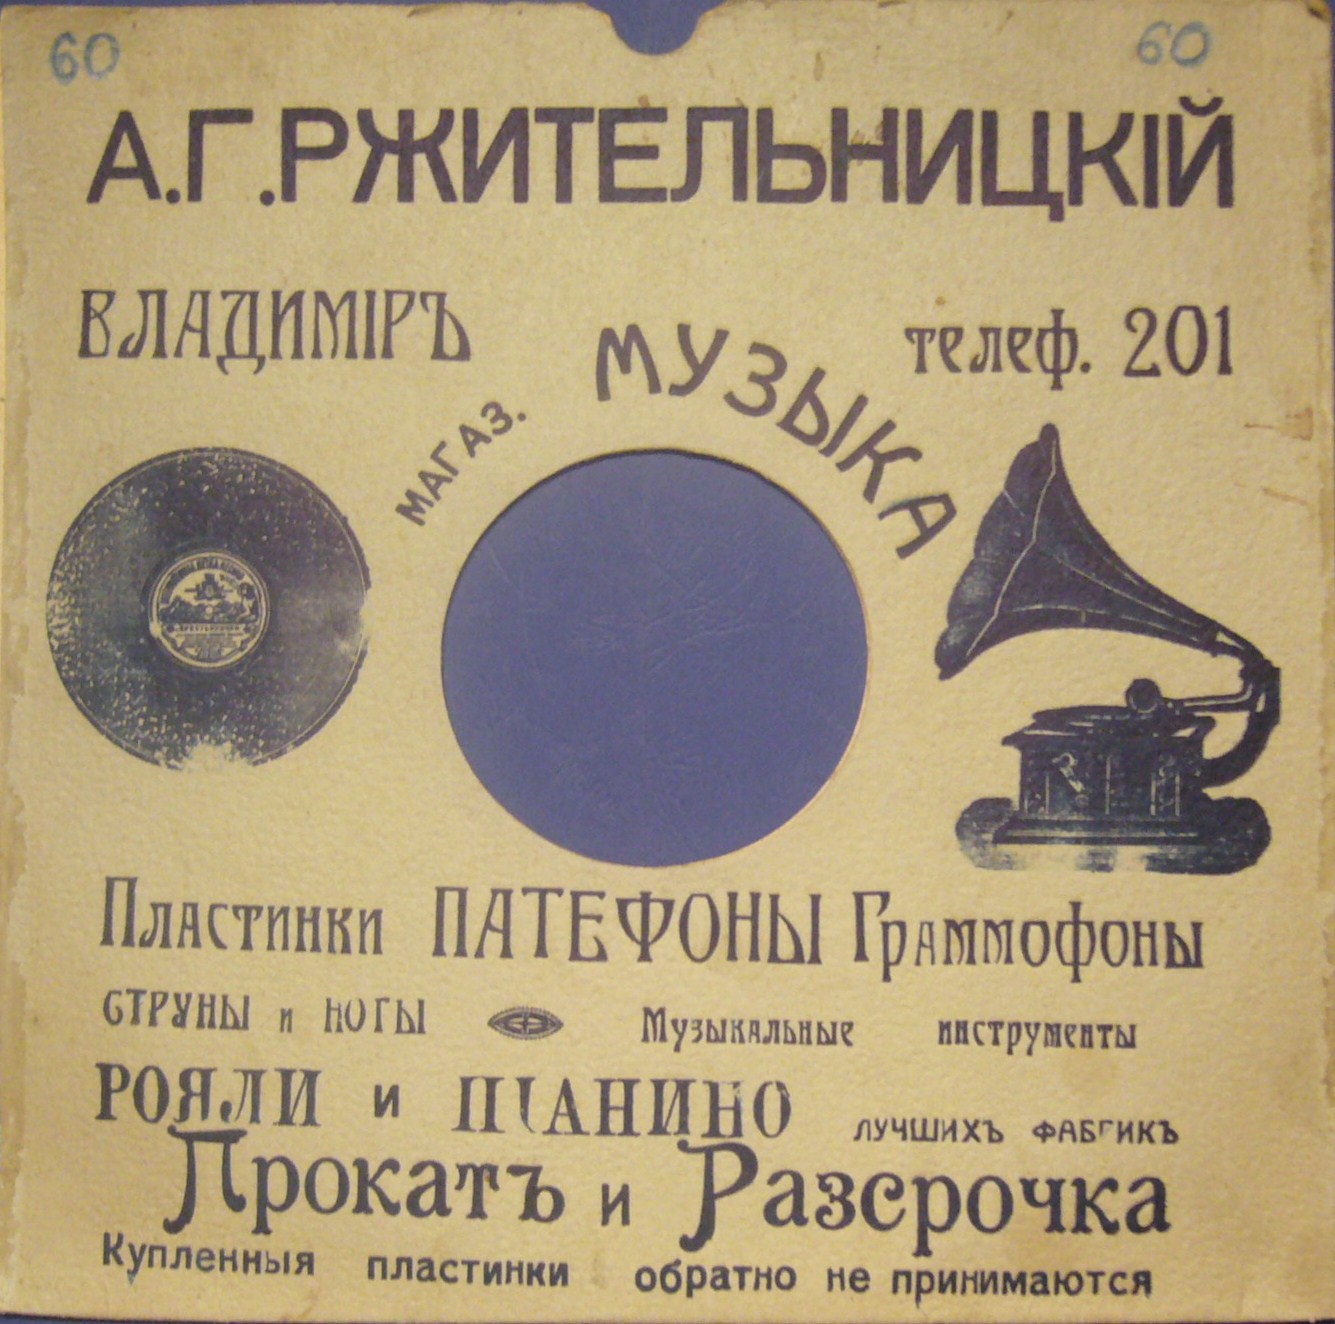 60 60
А.Г.РЖИТЕЛЬНИЦКІЙ
ВЛАДИМІРЪ
телеф. 201
МАГАЗ. МУЗЫКА
Пластинки ПАТЕФОНЫ Граммофоны
СТРУНЫ и НОТЫ Музыкальные инструменты
РОЯЛИ и ПІАНИНО ЛУЧШИХЪ ФАБРИКЪ
Прокатъ и Разсрочка
Купленныя пластинки обратно не принимаются